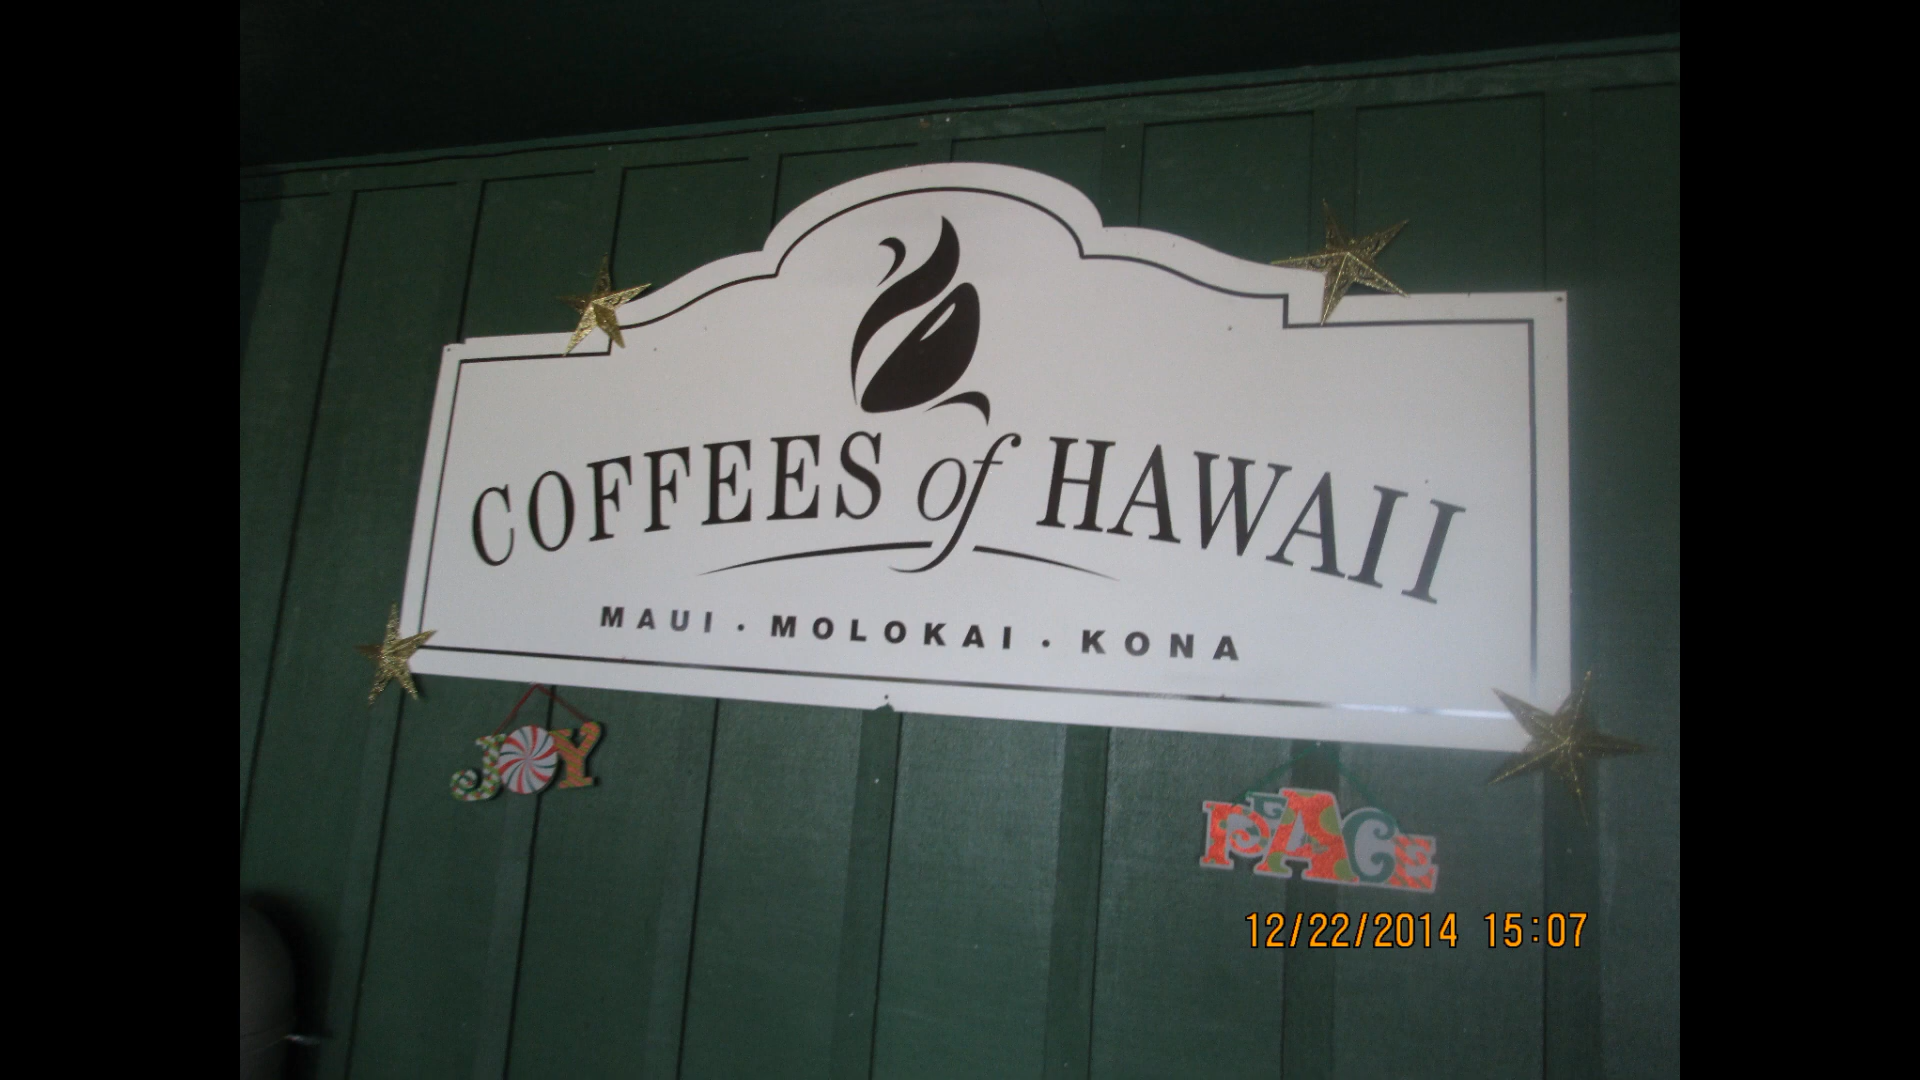 COFFEES of HAWAII
MAUI · MOLOKAI · KONA
JOY
PEACE
12/22/2014 15:07